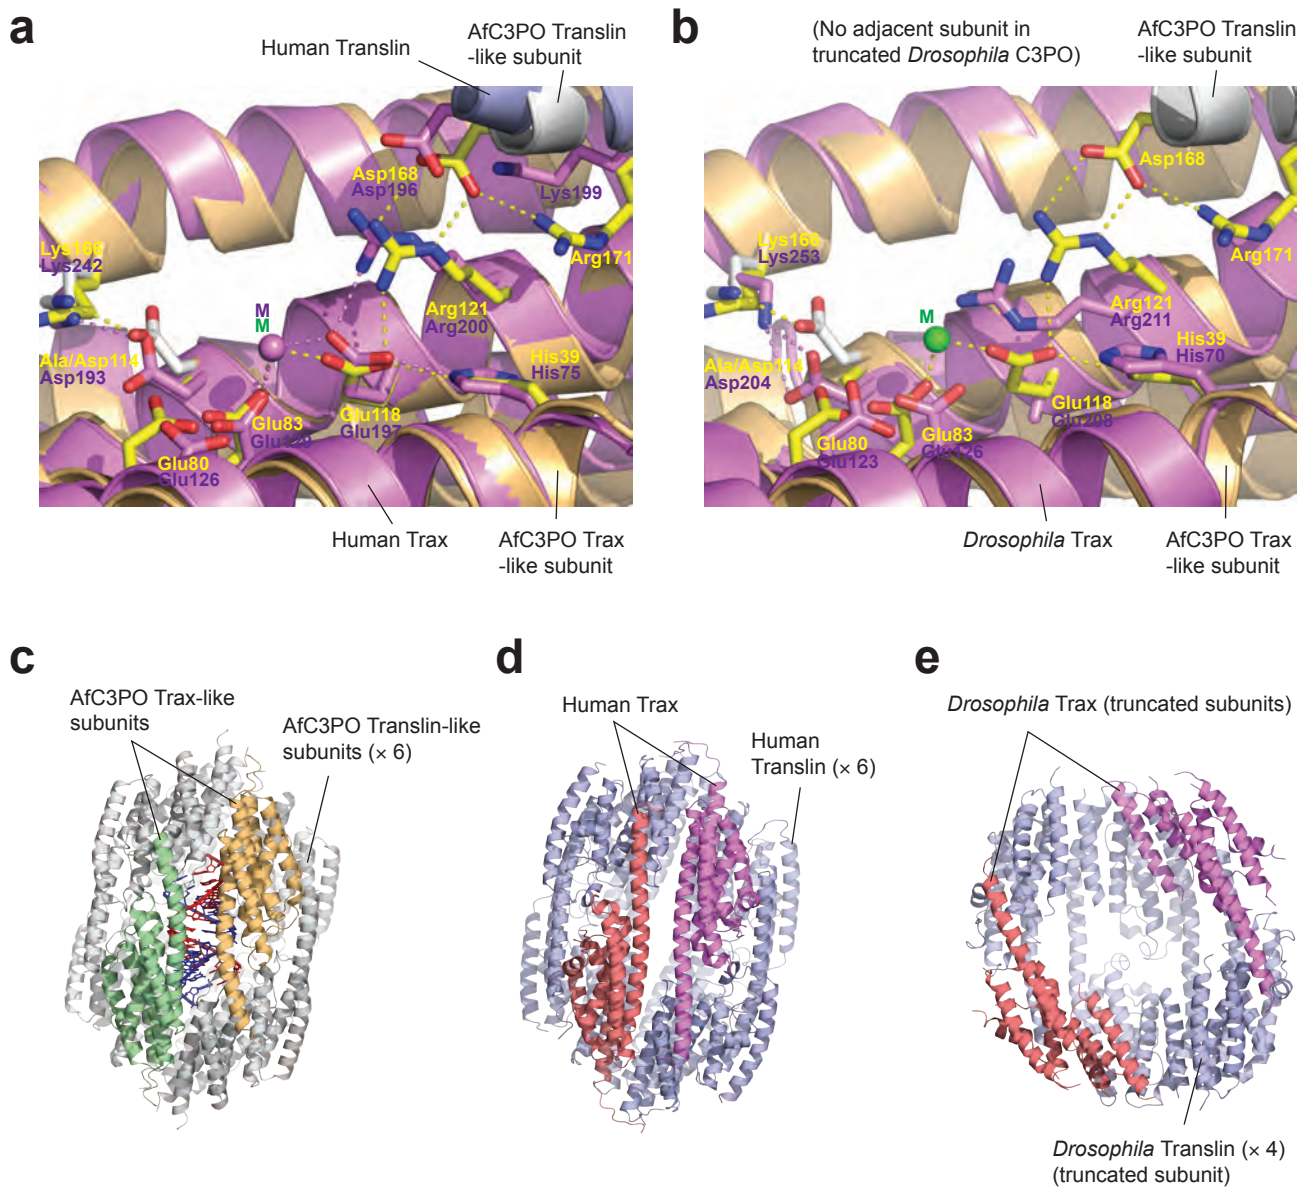 a
Human Translin
AfC3PO Translin
-like subunit
Asp168
Asp196
Lys199
Lys166
Lys242
Arg171
M
M
Arg121
Arg200
Ala/Asp114
Asp193
His39
His75
Glu118
Glu197
Glu83
Glu129
Glu80
Glu126
Human Trax
AfC3PO Trax
-like subunit
b
(No adjacent subunit in
truncated Drosophila C3PO)
AfC3PO Translin
-like subunit
Asp168
Lys166
Lys253
Arg171
M
Arg121
Arg211
Ala/Asp114
Asp204
His39
His70
Glu118
Glu208
Glu83
Glu126
Glu80
Glu123
Drosophila Trax
AfC3PO Trax
-like subunit
c
AfC3PO Trax-like
subunits
AfC3PO Translin-like
subunits (× 6)
d
Human Trax
Human
Translin (× 6)
e
Drosophila Trax (truncated subunits)
Drosophila Translin (× 4)
(truncated subunit)